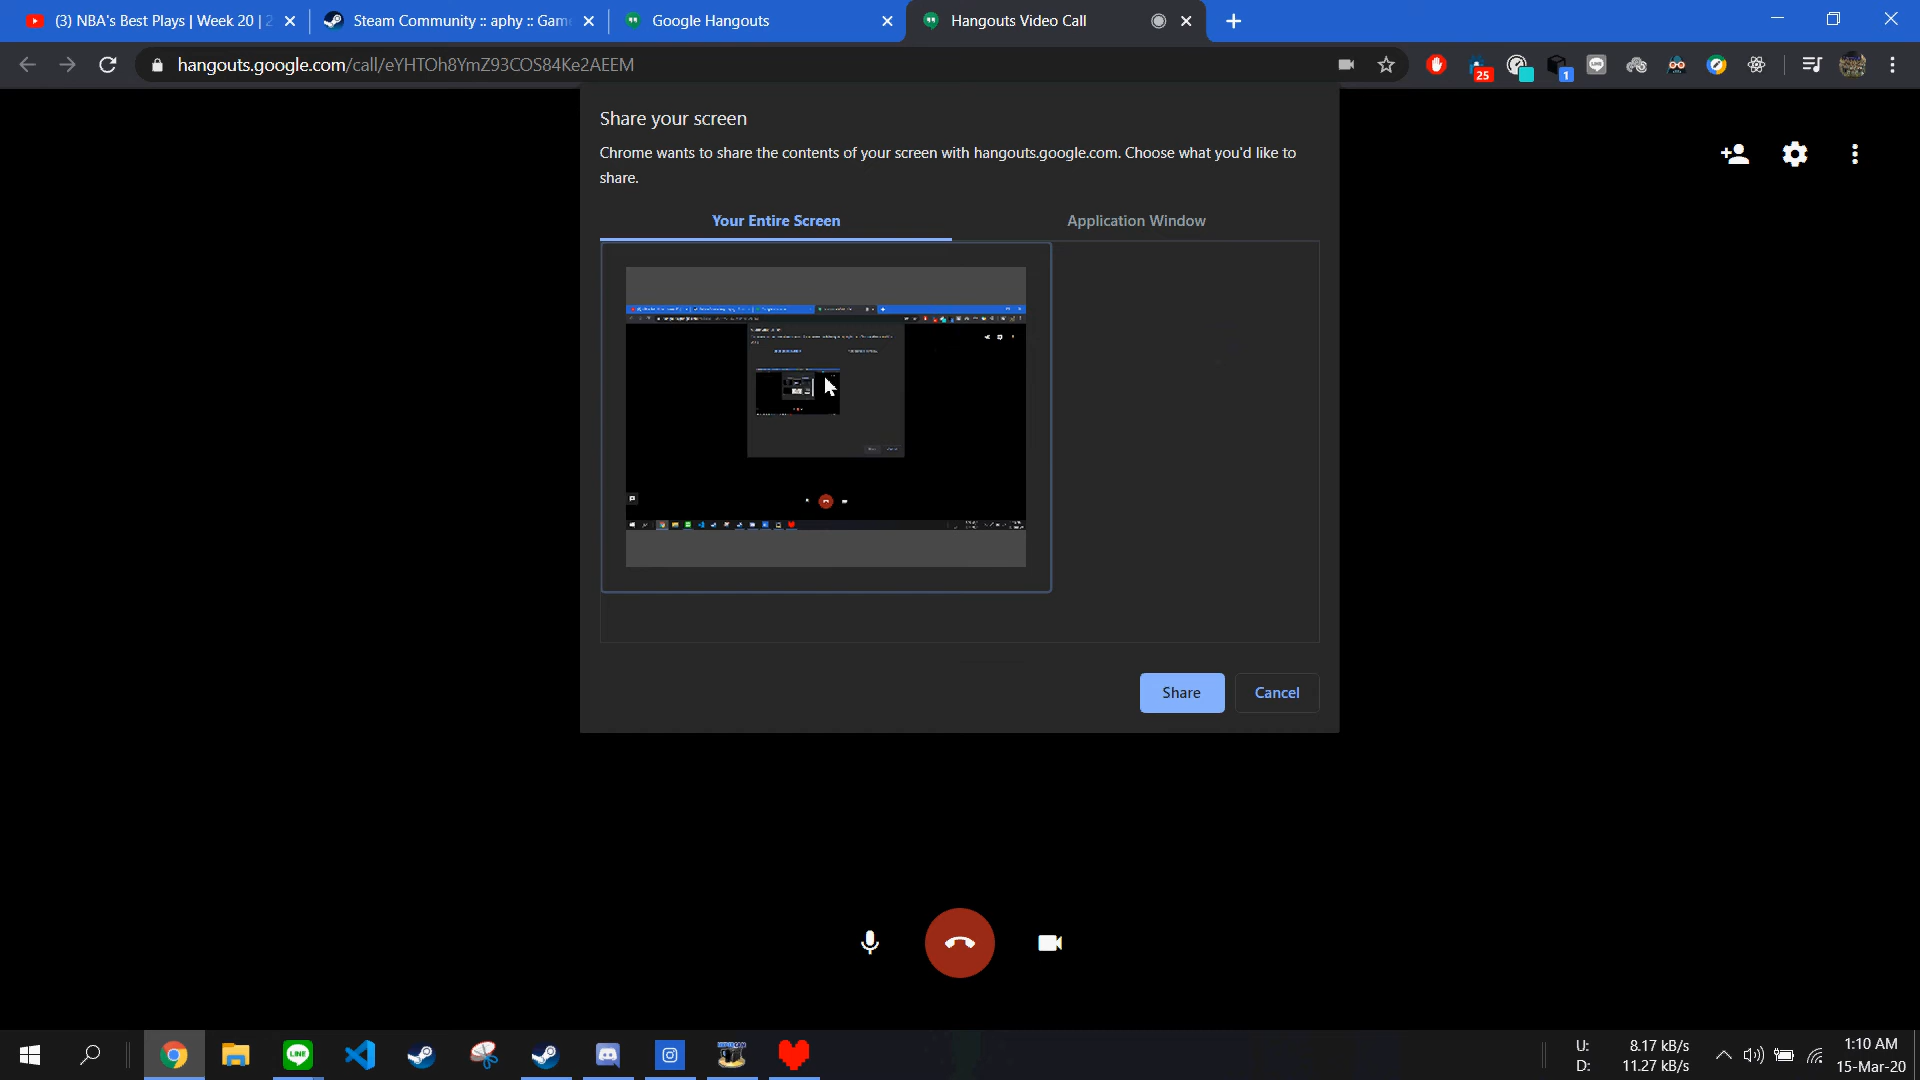 (3) NBA's Best Plays | Week 20 | 2
Steam Community :: aphy :: Gam
Google Hangouts
Hangouts Video Call
hangouts.google.com/call/eYHTOh8YmZ93COS84Ke2AEEM
25
1
Share your screen
Chrome wants to share the contents of your screen with hangouts.google.com. Choose what you'd like to
share.
Your Entire Screen
Application Window
Share
Cancel
LINE
U: 8.17 kB/s
D: 11.27 kB/s
1:10 AM
15-Mar-20